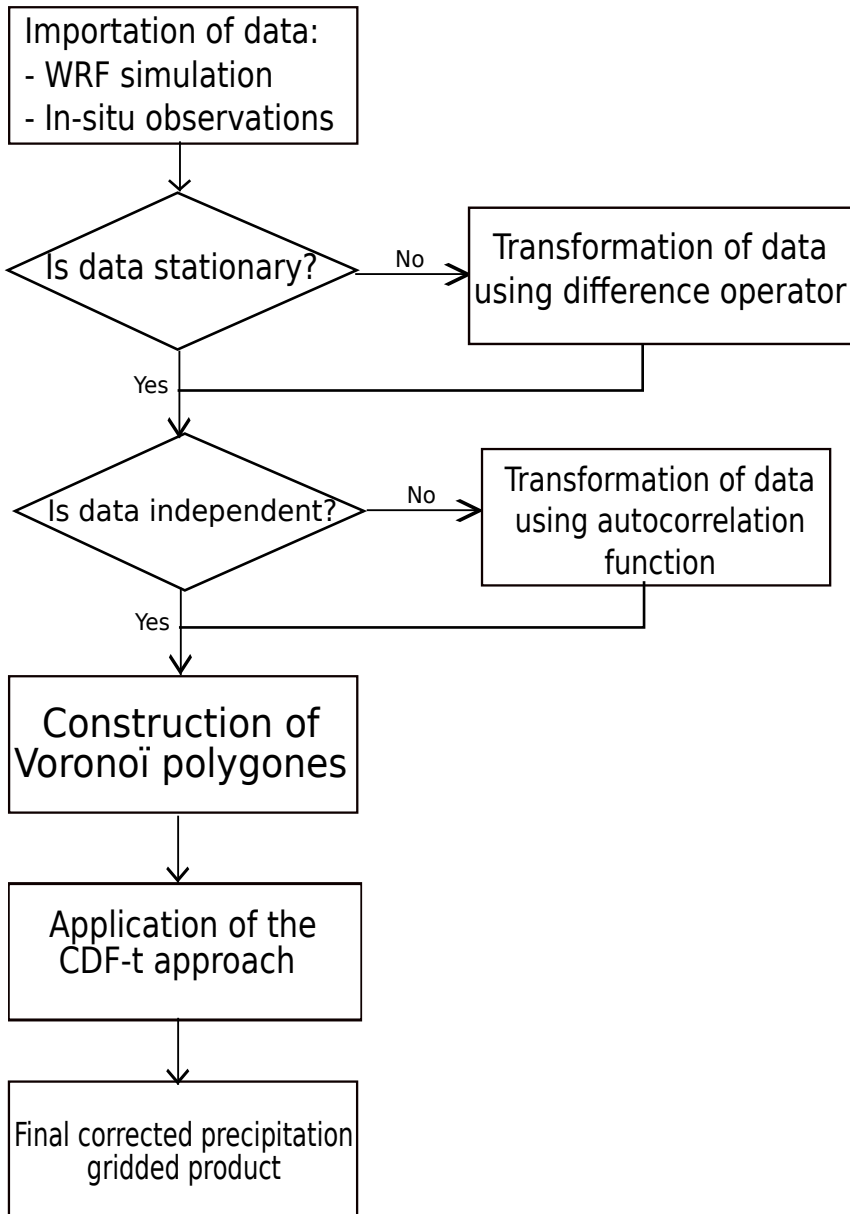 Importation of data:
- WRF simulation
- In-situ observations
Is data stationary?
No
Transformation of data
using difference operator
Yes
Is data independent?
No
Transformation of data
using autocorrelation
function
Yes
Construction of
Voronoï polygones
Application of the
CDF-t approach
Final corrected precipitation
gridded product